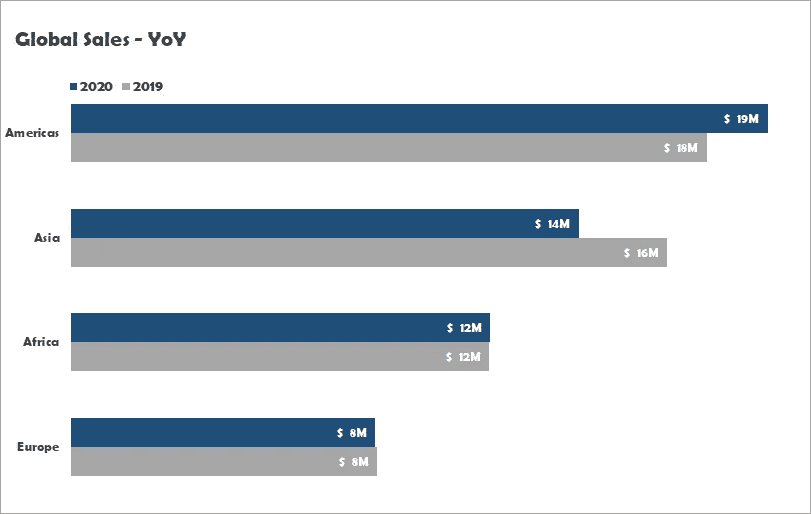 Global Sales - YoY
2020 2019
Americas
$ 19M
$ 18M
Asia
$ 14M
$ 16M
Africa
$ 12M
$ 12M
Europe
$ 8M
$ 8M